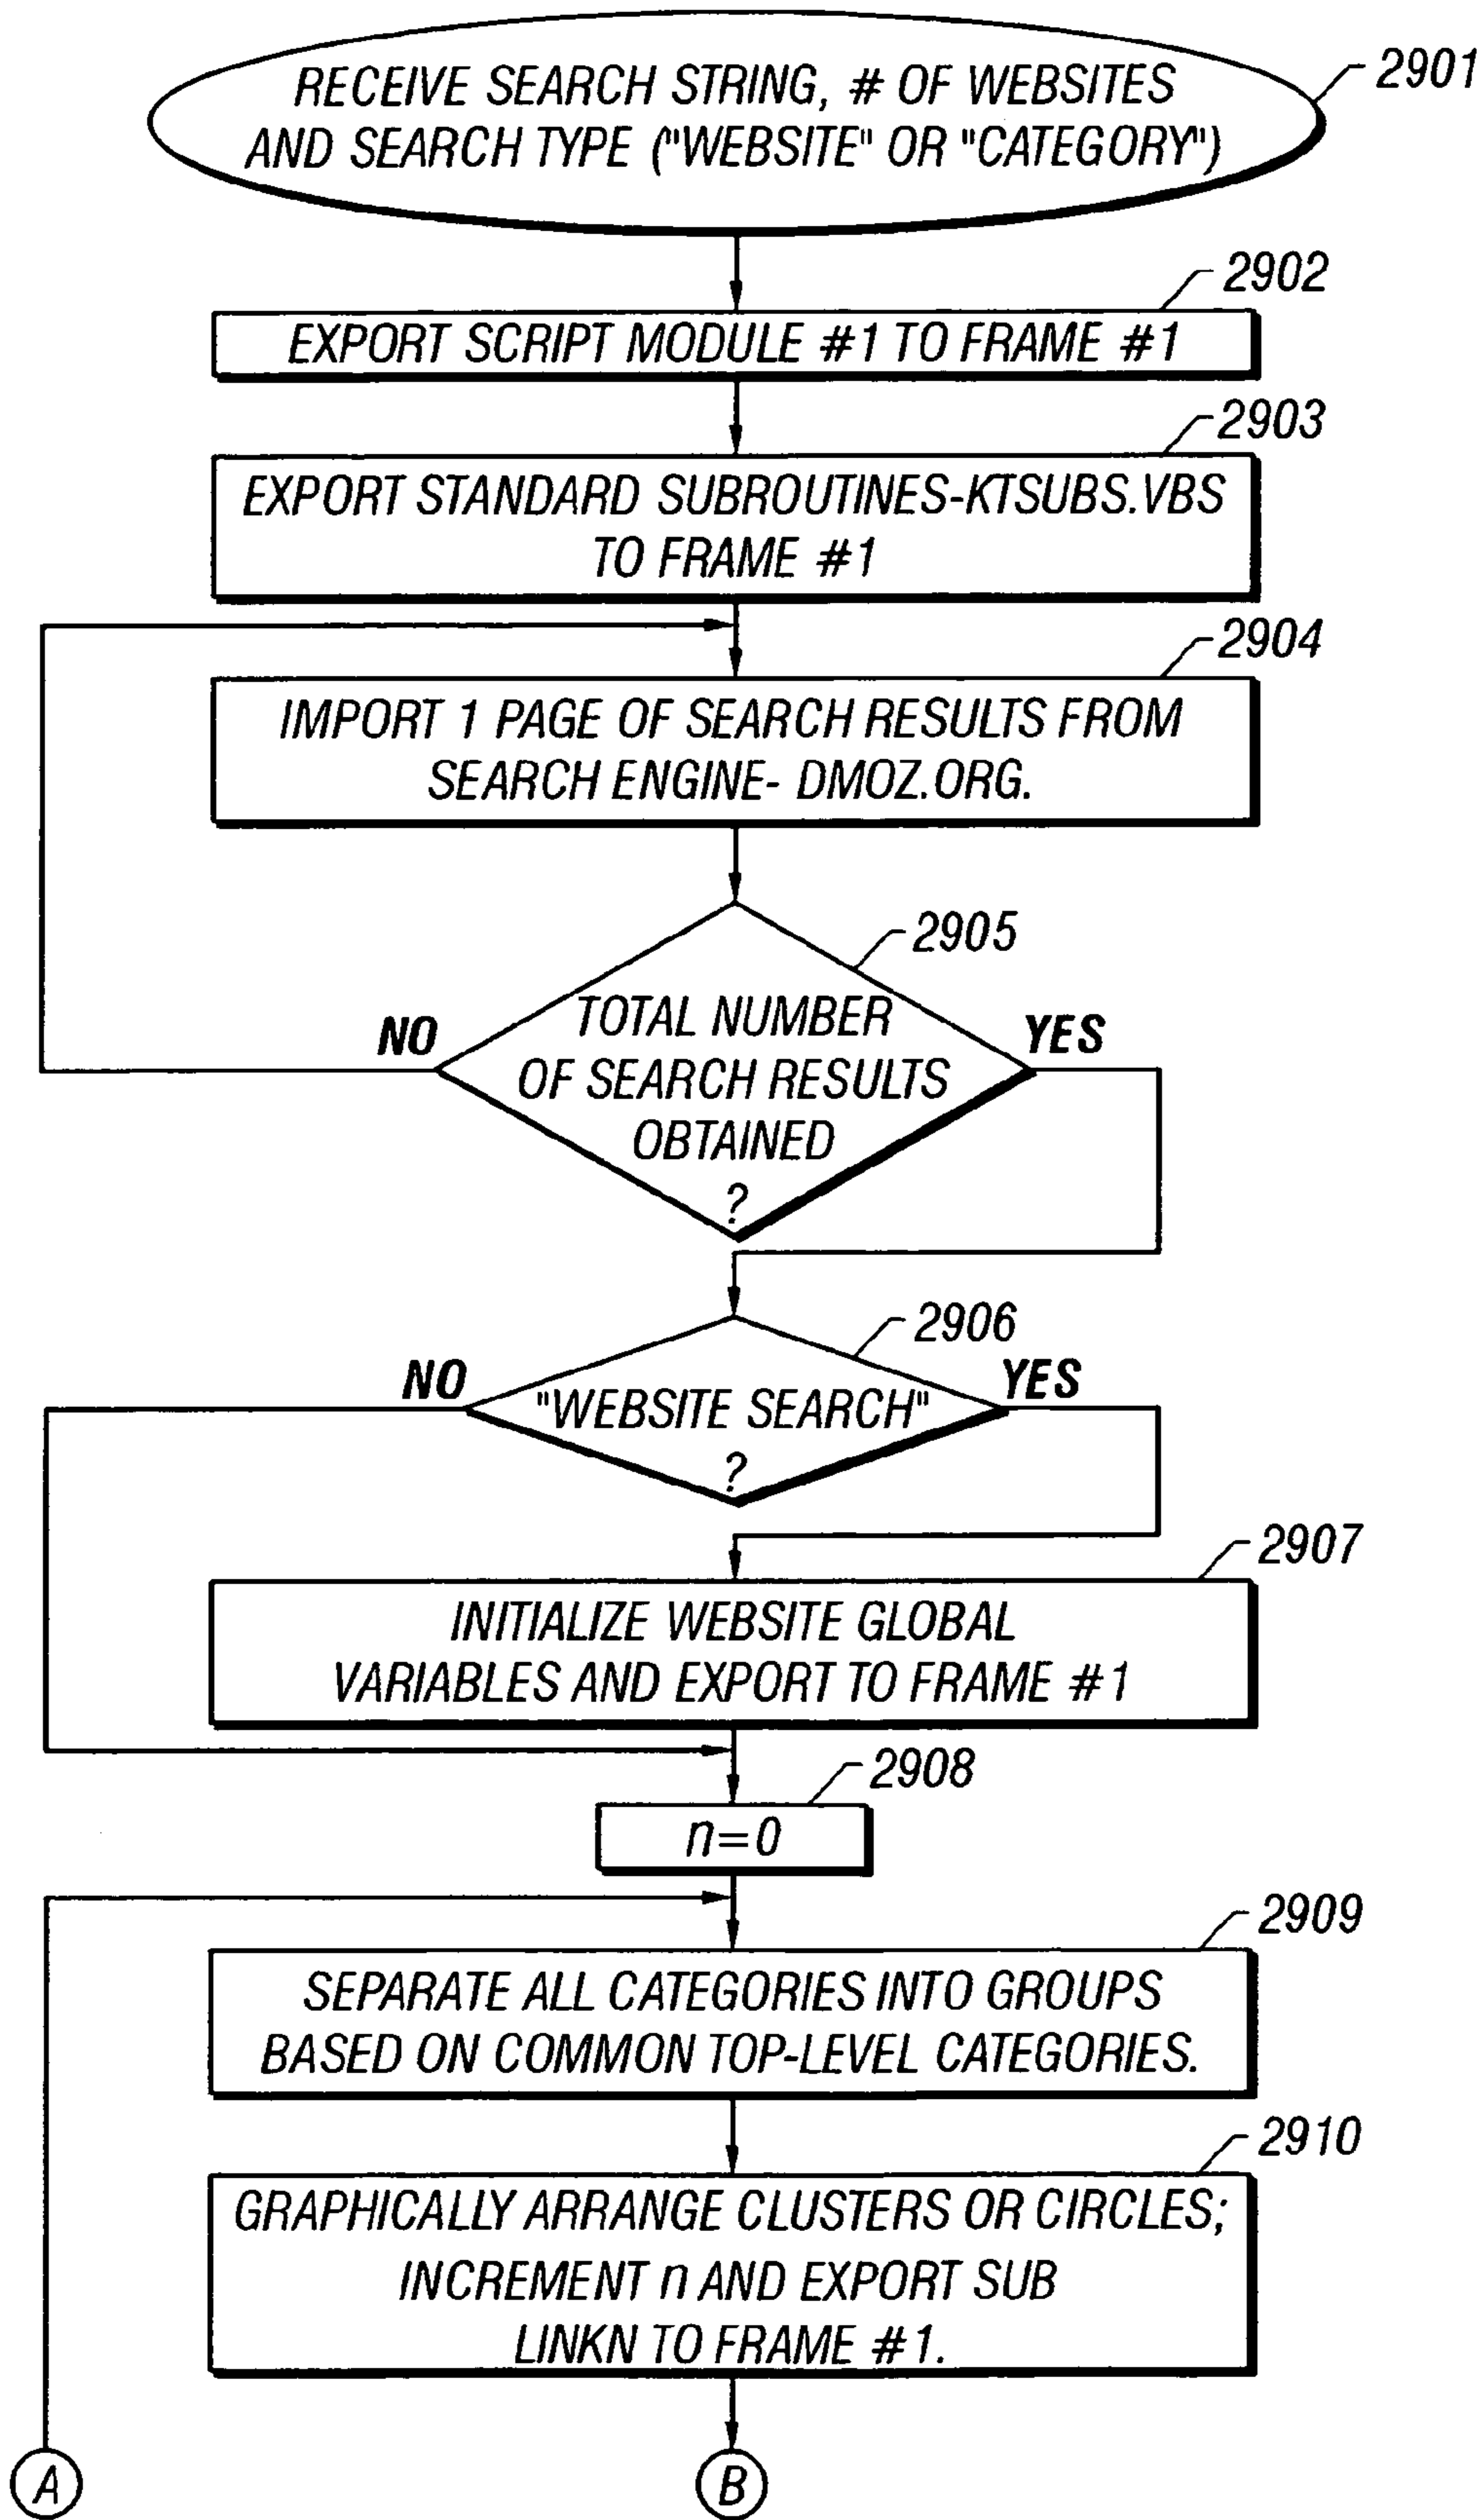 RECEIVE SEARCH STRING, # OF WEBSITES
AND SEARCH TYPE ("WEBSITE" OR "CATEGORY")
2901
2902
EXPORT SCRIPT MODULE #1 TO FRAME #1
2903
EXPORT STANDARD SUBROUTINES-KTSUBS.VBS
TO FRAME #1
2904
IMPORT 1 PAGE OF SEARCH RESULTS FROM
SEARCH ENGINE- DMOZ.ORG.
2905
NO
YES
TOTAL NUMBER
OF SEARCH RESULTS
OBTAINED
?
2906
NO
YES
"WEBSITE SEARCH"
?
2907
INITIALIZE WEBSITE GLOBAL
VARIABLES AND EXPORT TO FRAME #1
2908
n=0
2909
SEPARATE ALL CATEGORIES INTO GROUPS
BASED ON COMMON TOP-LEVEL CATEGORIES.
2910
GRAPHICALLY ARRANGE CLUSTERS OR CIRCLES;
INCREMENT n AND EXPORT SUB
LINKN TO FRAME #1.
A
B